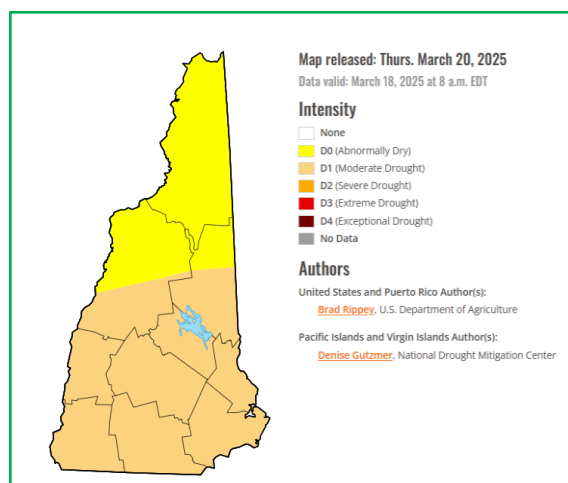 Map released: Thurs. March 20, 2025
Data valid: March 18, 2025 at 8 a.m. EDT
Intensity
None
D0 (Abnormally Dry)
D1 (Moderate Drought)
D2 (Severe Drought)
D3 (Extreme Drought)
D4 (Exceptional Drought)
No Data
Authors
United States and Puerto Rico Author(s):
Brad Rippey, U.S. Department of Agriculture
Pacific Islands and Virgin Islands Author(s):
Denise Gutzmer, National Drought Mitigation Center